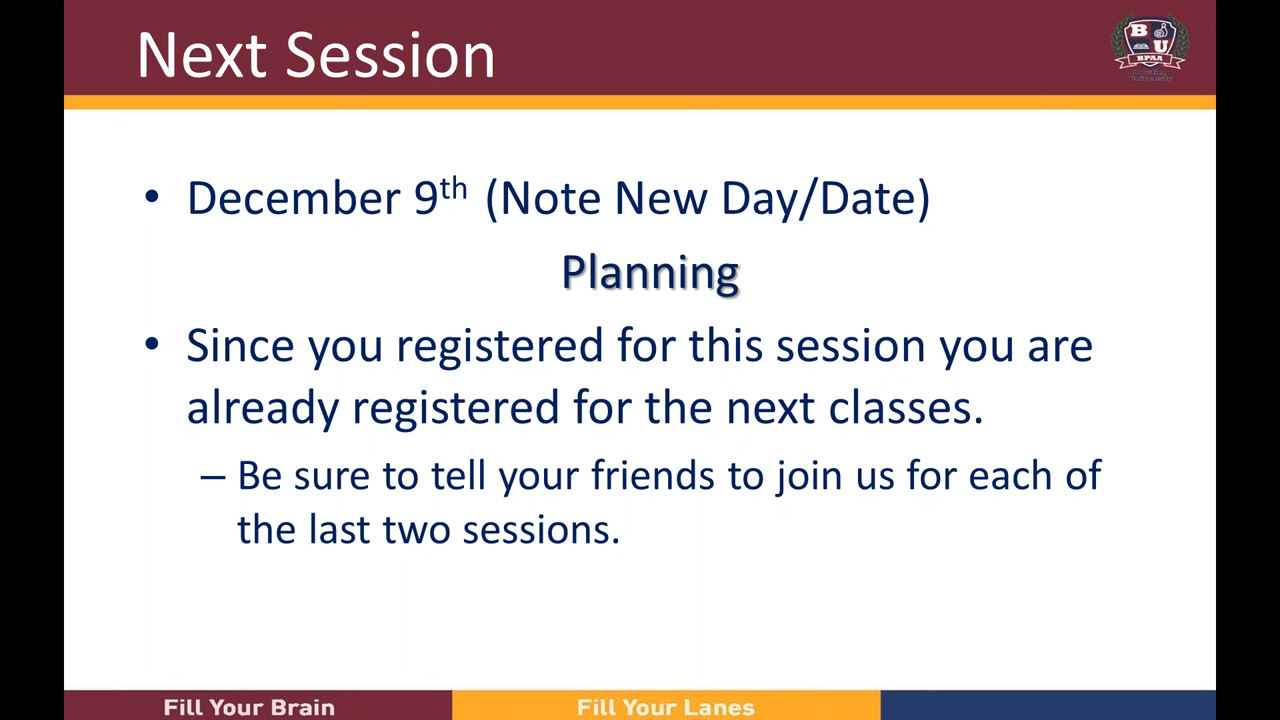 Next Session
B U
BPAA
Bowling
University
• December 9th (Note New Day/Date)
Planning
• Since you registered for this session you are
already registered for the next classes.
– Be sure to tell your friends to join us for each of
the last two sessions.
Fill Your Brain
Fill Your Lanes